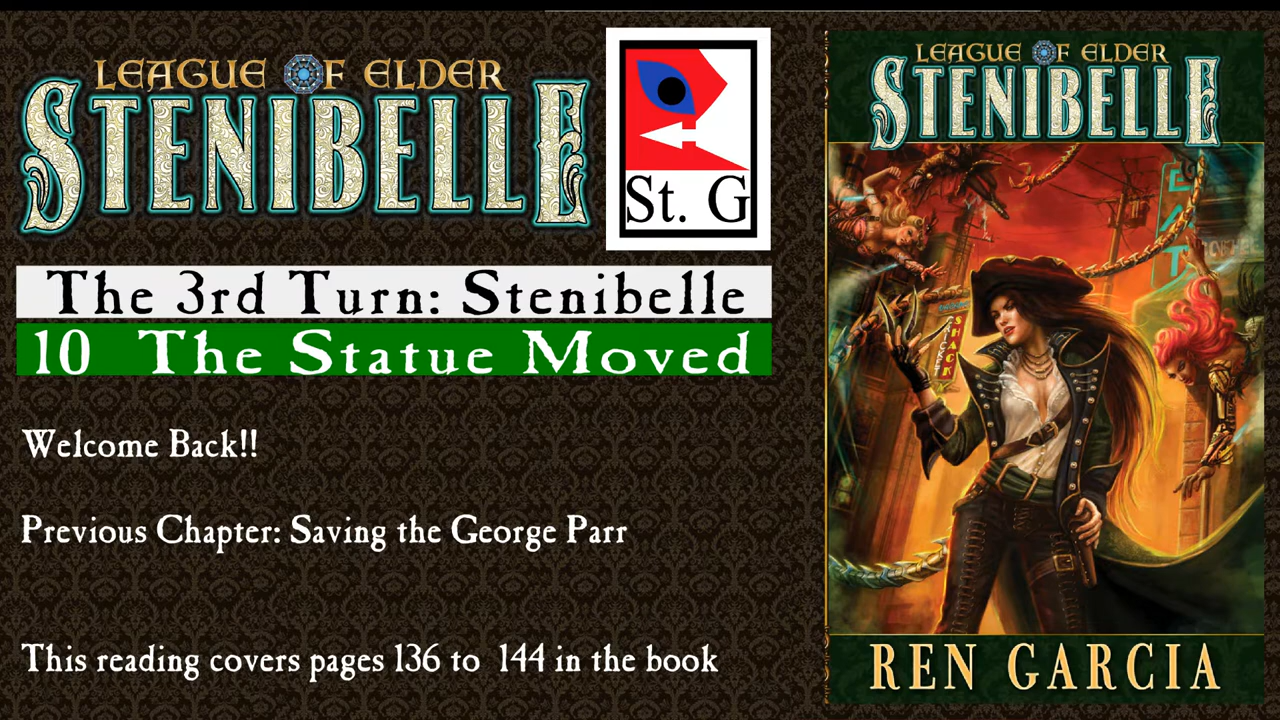 LEAGUE OF ELDER
STENIBELLE
St. G
The 3rd Turn: Stenibelle
10 The Statue Moved
Welcome Back!!
Previous Chapter: Saving the George Parr
This reading covers pages 136 to 144 in the book
LEAGUE OF ELDER
STENIBELLE
EAT
SHACK
REN GARCIA